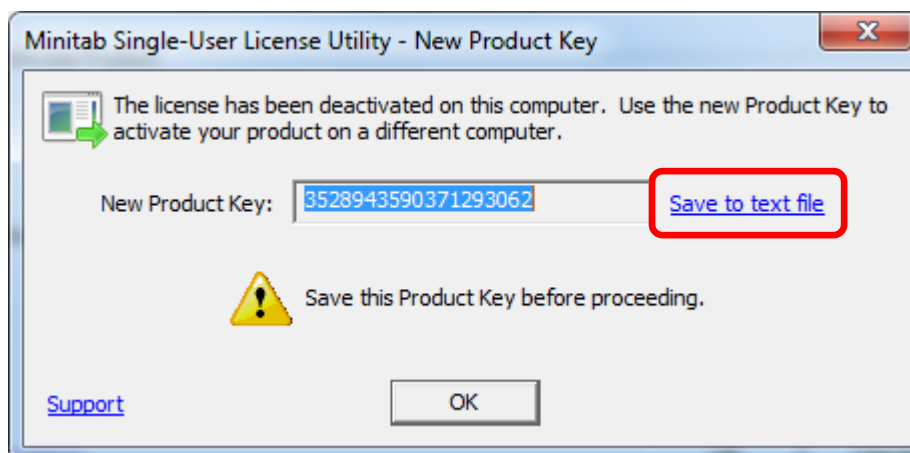 Minitab Single-User License Utility - New Product Key
The license has been deactivated on this computer.  Use the new Product Key to
activate your product on a different computer.
New Product Key: 3528943590371293062 Save to text file
Save this Product Key before proceeding.
Support OK